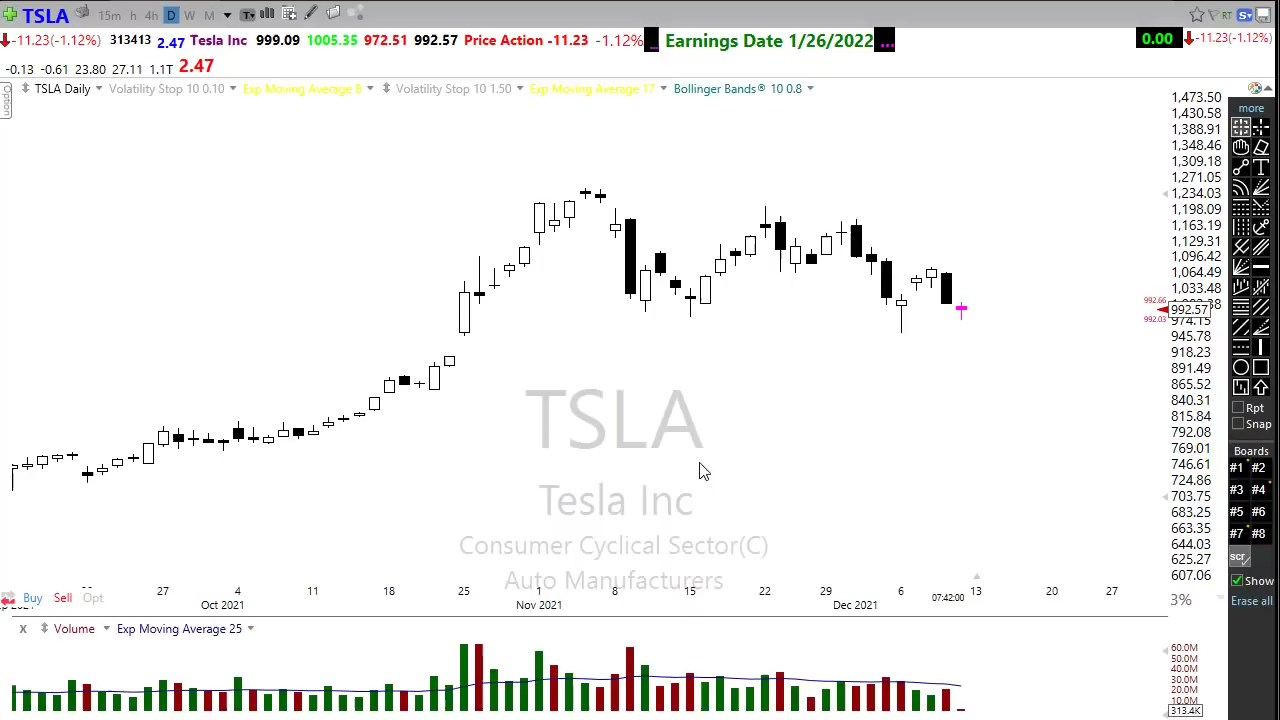 TSLA 15m h 4h D W M T RT S
-11.23(-1.12%) 313413 2.47 Tesla Inc 999.09 1005.35 972.51 992.57 Price Action -11.23 -1.12% Earnings Date 1/26/2022 ... 0.00 -11.23(-1.12%)
-0.13 -0.61 23.80 27.11 1.1T 2.47
Option
TSLA Daily Volatility Stop 10 0.10 Exp Moving Average 8 Volatility Stop 10 1.50 Exp Moving Average 17 Bollinger Bands® 10 0.8
1,473.50
1,430.58
1,388.91
1,348.46
1,309.18
1,271.05
1,234.03
1,198.09
1,163.19
1,129.31
1,096.42
1,064.49
1,033.48
992.66
992.57
992.03
974.15
945.78
918.23
891.49
865.52
840.31
815.84
792.08
769.01
746.61
724.86
703.75
683.25
663.35
644.03
625.27
607.06
3%
more
T
Rpt
Snap
Boards
#1 #2
#3 #4
#5 #6
#7 #8
scr
Show
Erase all
TSLA
Tesla Inc
Consumer Cyclical Sector(C)
Auto Manufacturers
27 4 11 18 25 1 8 15 22 29 6 07:42:00 13 20 27
Buy Sell Opt
Oct 2021 Nov 2021 Dec 2021
X Volume Exp Moving Average 25
60.0M
50.0M
40.0M
30.0M
20.0M
10.0M
313.4K